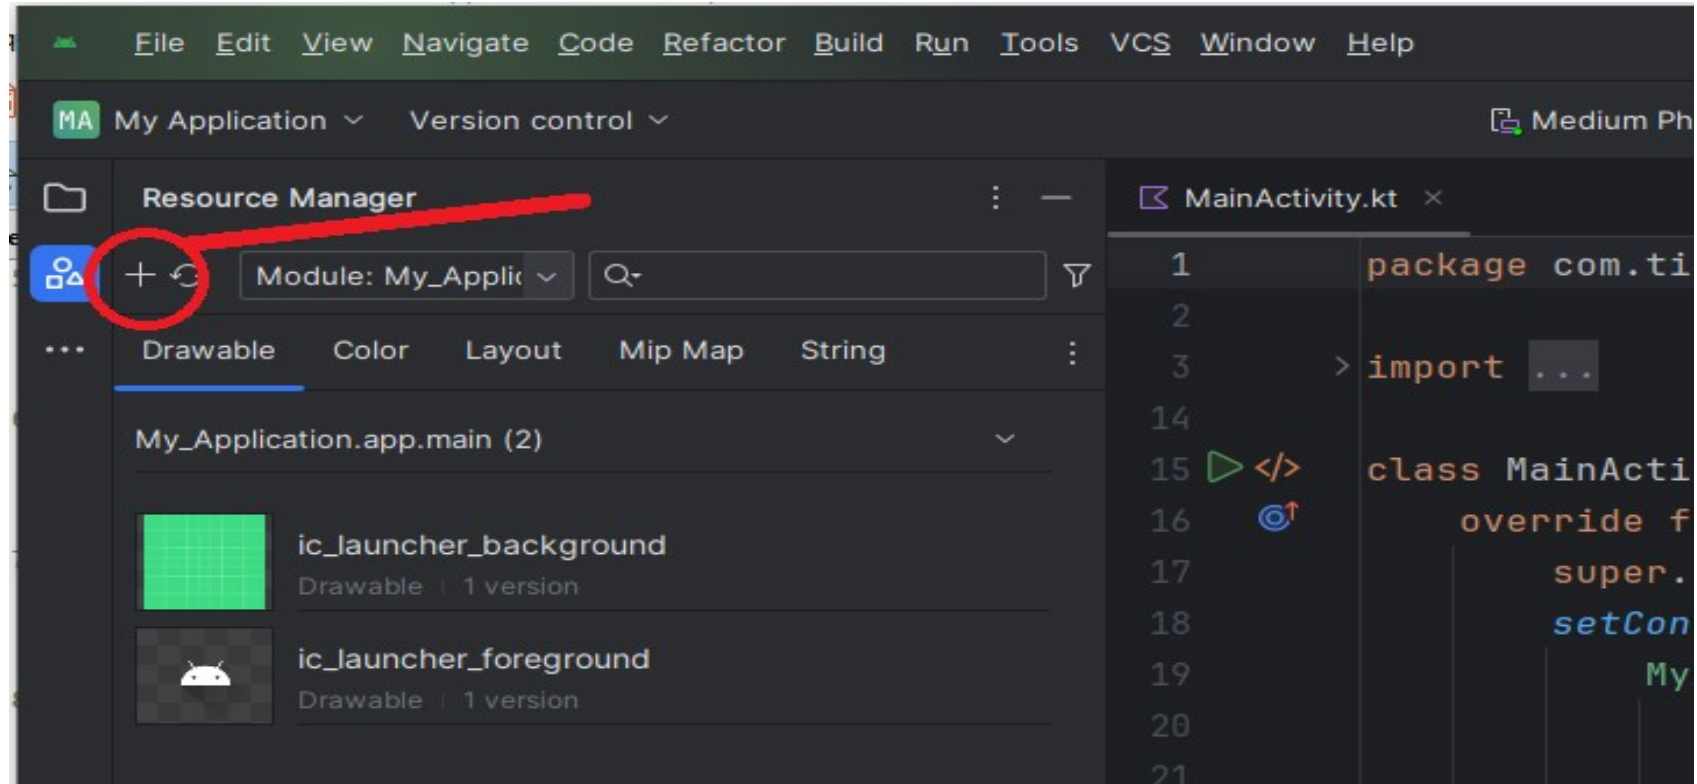 File Edit View Navigate Code Refactor Build Run Tools VCS Window Help
MA My Application Version control Medium Ph
Resource Manager
MainActivity.kt
Module: My_Applic
Drawable Color Layout Mip Map String
My_Application.app.main (2)
ic_launcher_background
Drawable | 1 version
ic_launcher_foreground
Drawable | 1 version
1 package com.ti
2
3 import ...
14
15 </> class MainActi
16 override f
17 super.
18 setCon
19 My
20
21